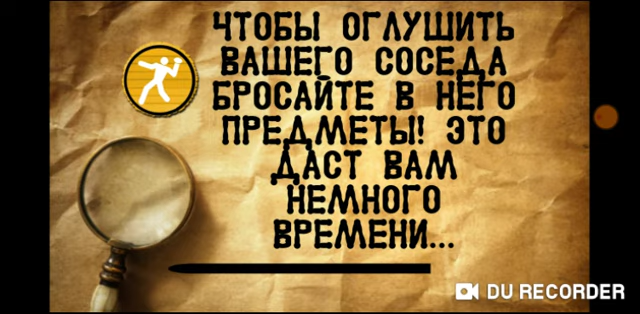 ЧТОБЫ ОГЛУШИТЬ
ВАШЕГО СОСЕДА
БРОСАЙТЕ В НЕГО
ПРЕДМЕТЫ! ЭТО
ДАСТ ВАМ
НЕМНОГО
ВРЕМЕНИ...
DU RECORDER